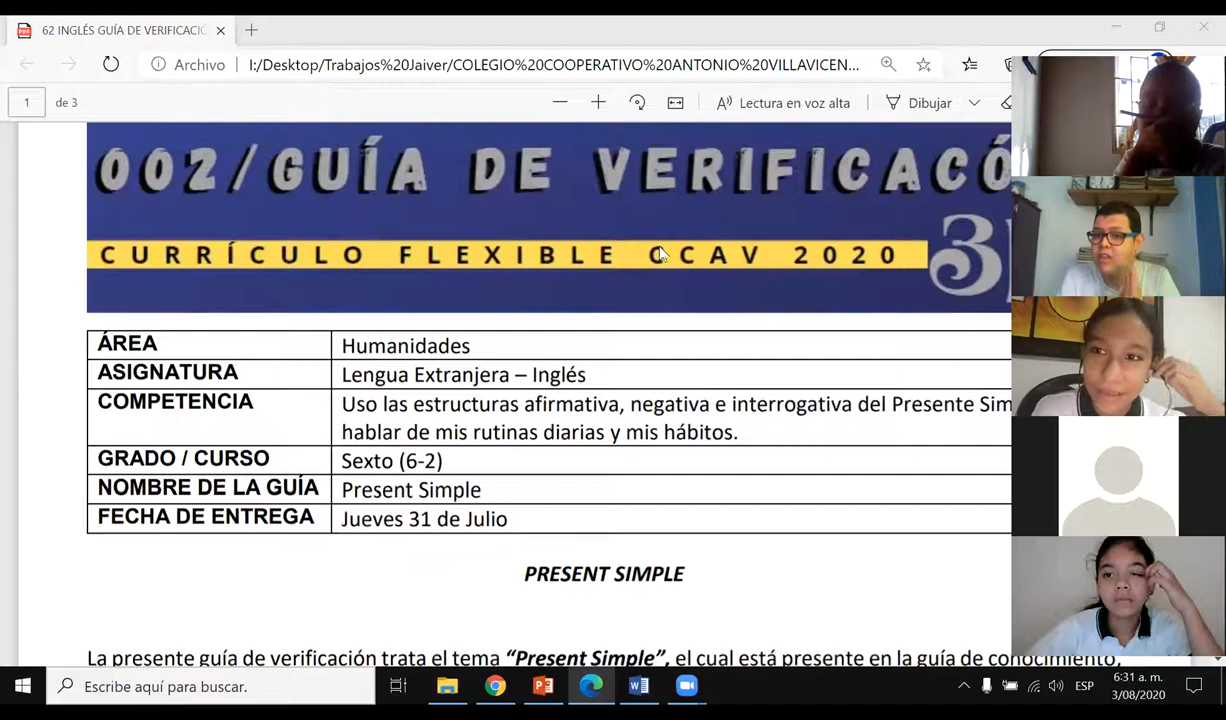 62 INGLÉS GUÍA DE VERIFICACIÓ
Archivo
I:/Desktop/Trabajos%20Jaiver/COLEGIO%20COOPERATIVO%20ANTONIO%20VILLAVICEN...
1 de 3
Lectura en voz alta
Dibujar
002/GUÍA DE VERIFICACÓ
CURRÍCULO FLEXIBLE CCAV 2020
3
ÁREA Humanidades
ASIGNATURA Lengua Extranjera – Inglés
COMPETENCIA Uso las estructuras afirmativa, negativa e interrogativa del Presente Sim
hablar de mis rutinas diarias y mis hábitos.
GRADO / CURSO Sexto (6-2)
NOMBRE DE LA GUÍA Present Simple
FECHA DE ENTREGA Jueves 31 de Julio
PRESENT SIMPLE
La presente guía de verificación trata el tema “Present Simple”, el cual está presente en la guía de conocimiento,
Escribe aquí para buscar.
ESP
6:31 a. m.
3/08/2020